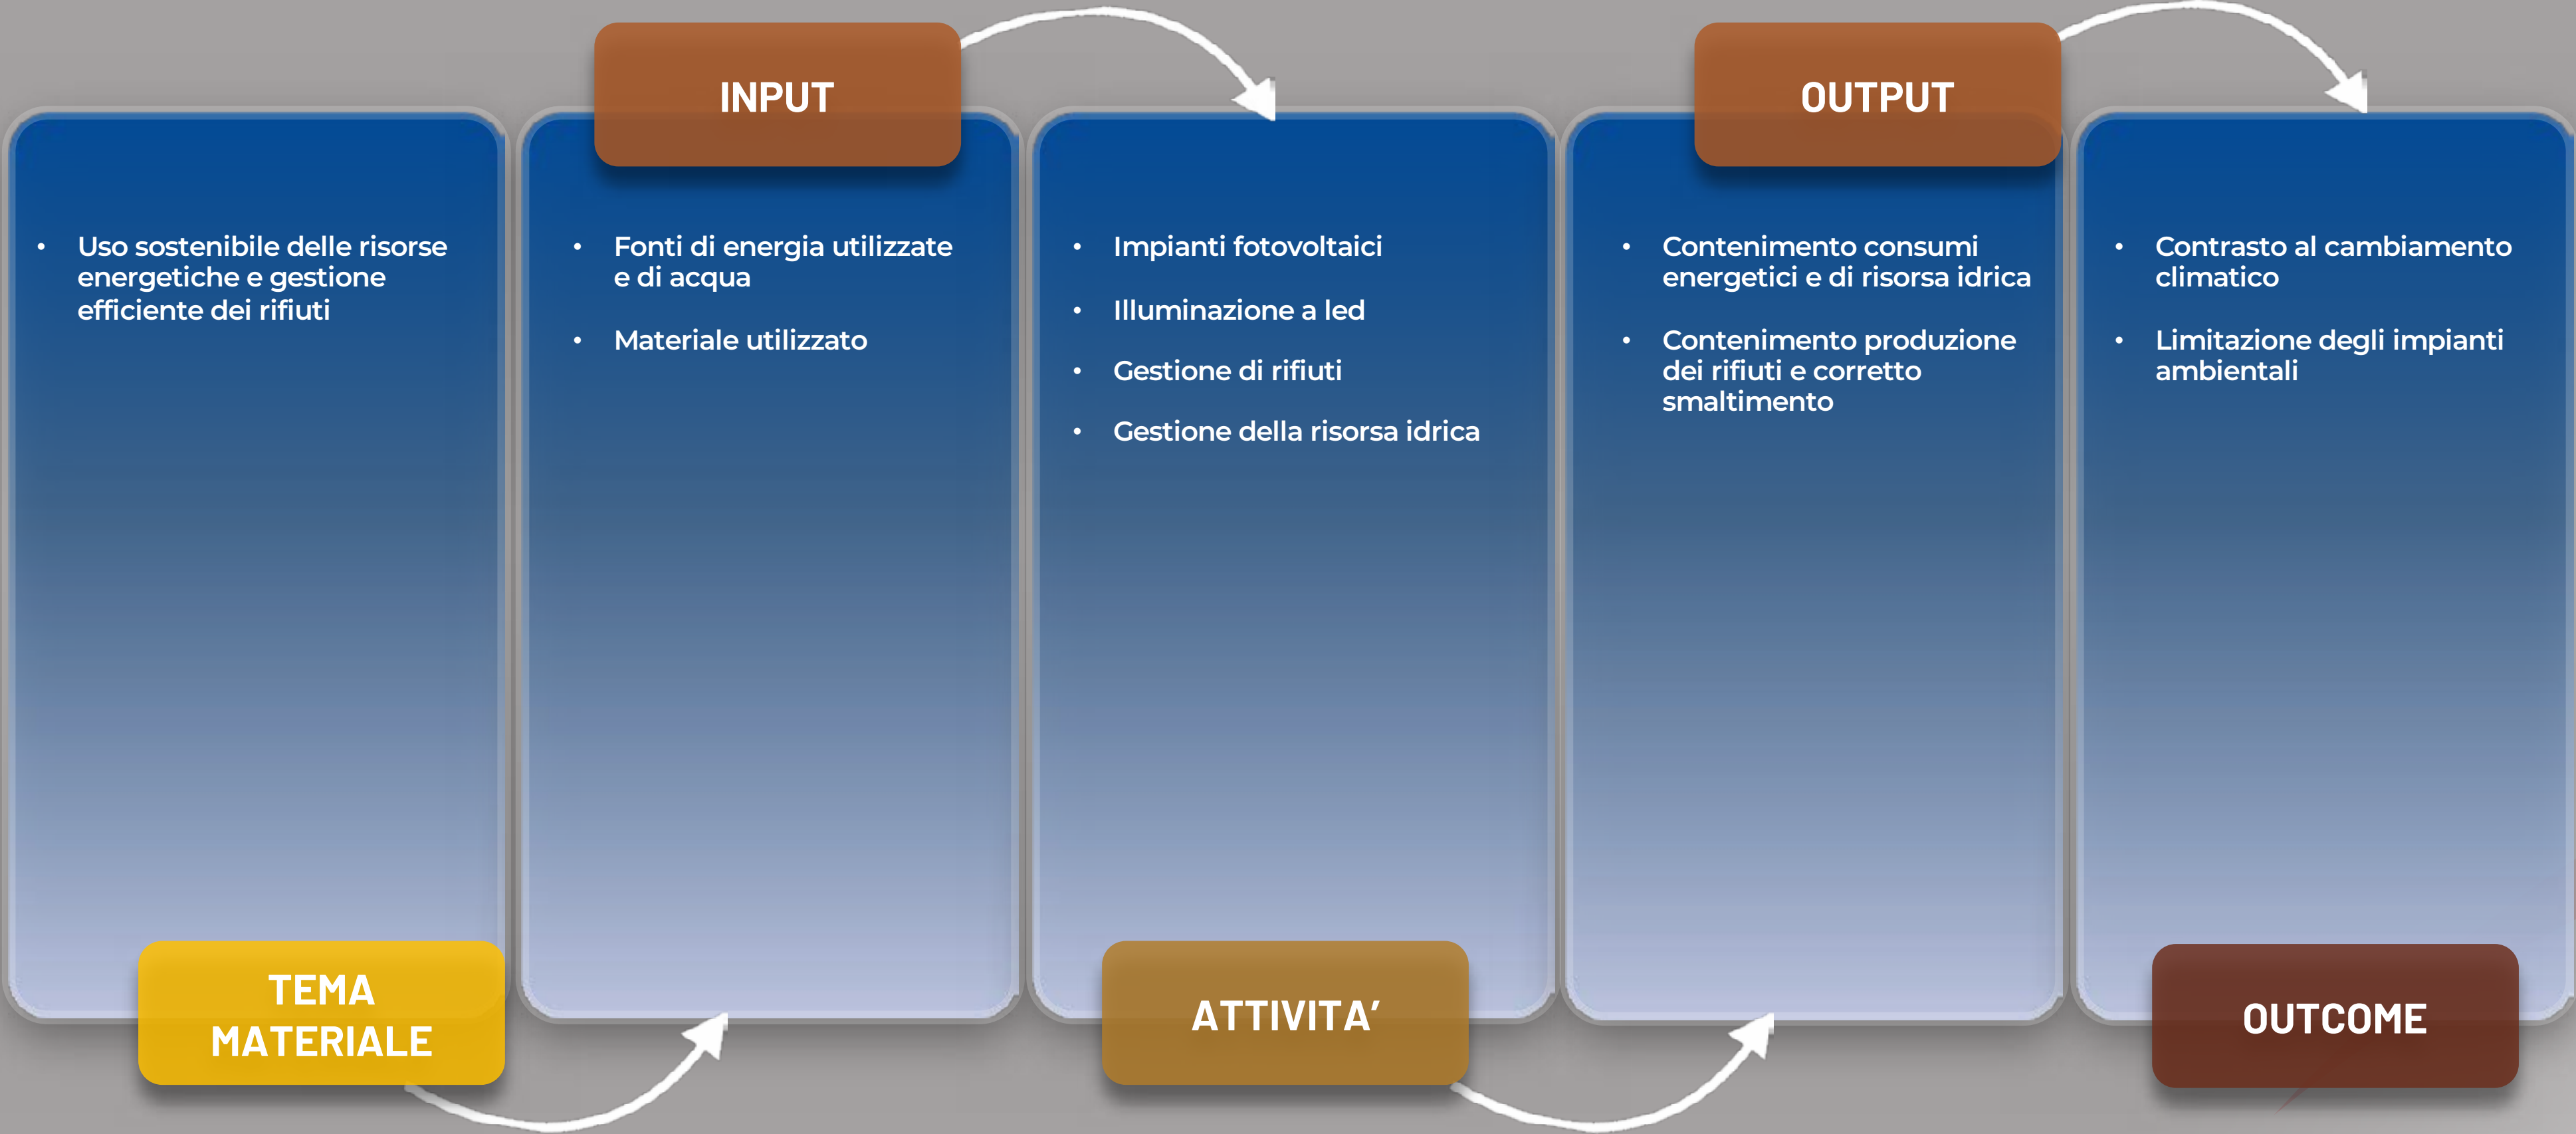 TEMA
MATERIALE
• Uso sostenibile delle risorse
energetiche e gestione
efficiente dei rifiuti
INPUT
• Fonti di energia utilizzate
e di acqua
• Materiale utilizzato
ATTIVITA’
• Impianti fotovoltaici
• Illuminazione a led
• Gestione di rifiuti
• Gestione della risorsa idrica
OUTPUT
• Contenimento consumi
energetici e di risorsa idrica
• Contenimento produzione
dei rifiuti e corretto
smaltimento
OUTCOME
• Contrasto al cambiamento
climatico
• Limitazione degli impianti
ambientali